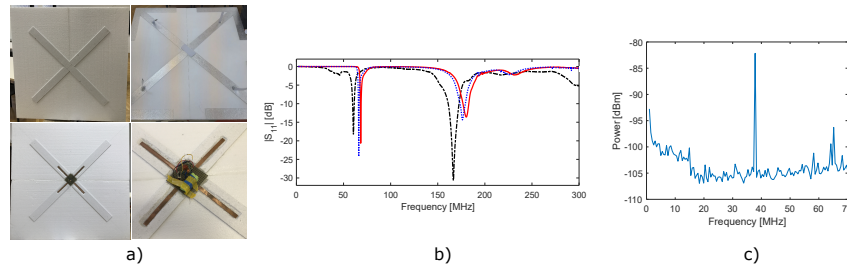 0
-5
-10
-15
-20
-25
-30
|S11| [dB]
0 50 100 150 200 250 300
Frequency [MHz]
-80
-85
-90
-95
-100
-105
-110
Power [dBm]
0 10 20 30 40 50 60 70
Frequency [MHz]
a) b) c)